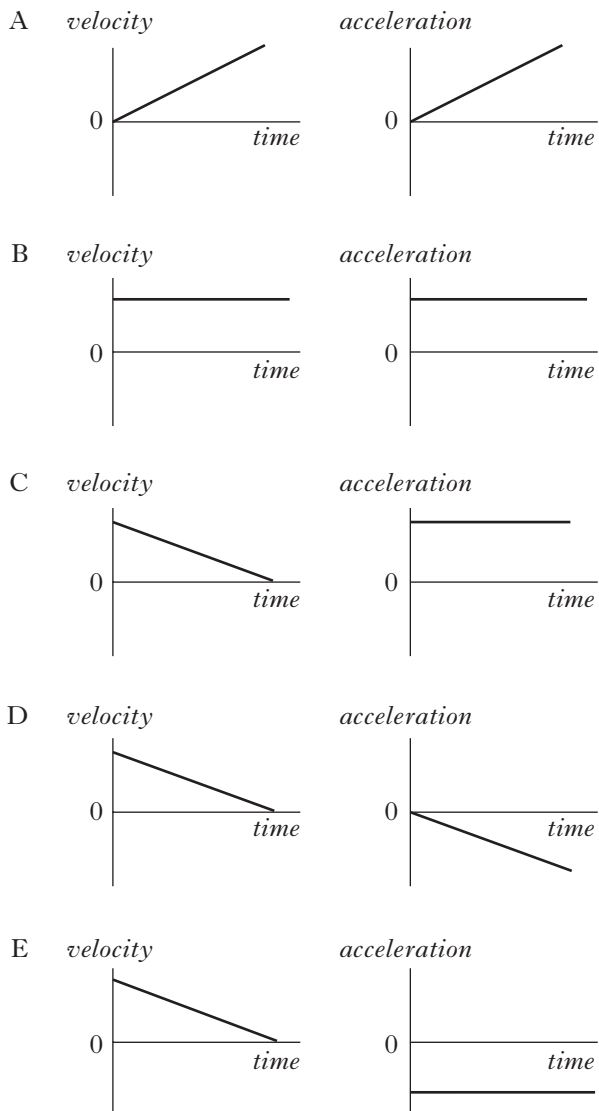 A velocity acceleration
0 time 0 time
B velocity acceleration
0 time 0 time
C velocity acceleration
0 time 0 time
D velocity acceleration
0 time 0 time
E velocity acceleration
0 time 0 time